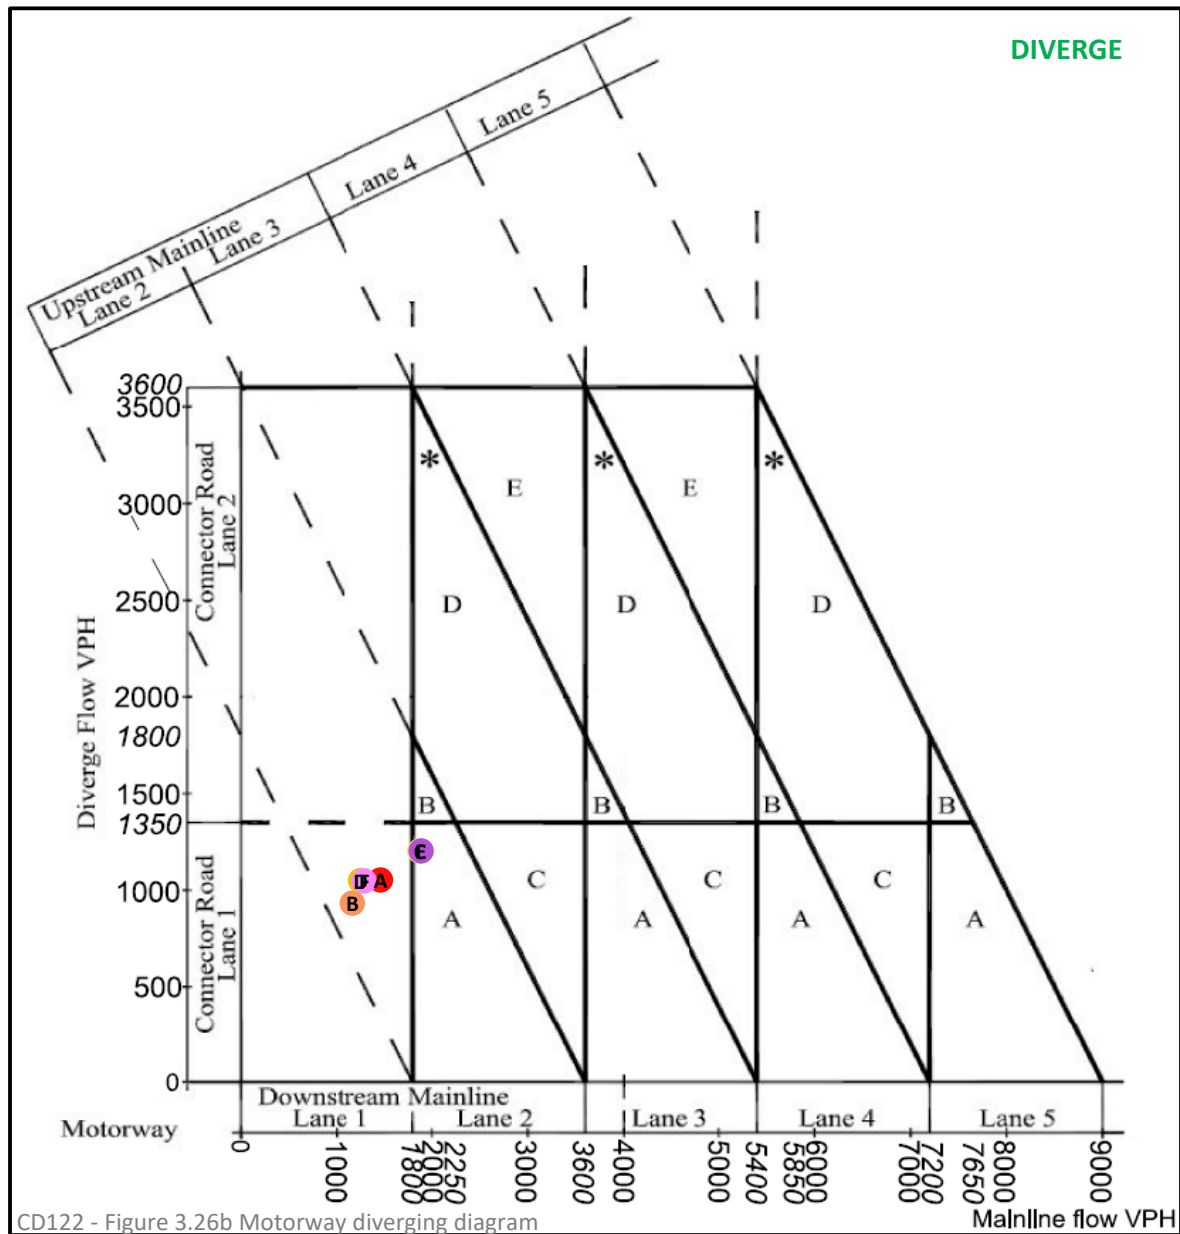 DIVERGE
Upstream Mainline
Lane 2
Lane 3
Lane 4
Lane 5
3600
3500
3000
2500
2000
1800
1500
1350
1000
500
0
Diverge Flow VPH
Connector Road
Lane 2
Connector Road
Lane 1
* * *
E E
D D D
B B B B
C C C
A A A A
E
D F A
B
Downstream Mainline
Motorway Lane 1 Lane 2 Lane 3 Lane 4 Lane 5
0 1000 1800 2000 2250 3000 3600 4000 5000 5400 5850 6000 7000 7200 7650 8000 9000
CD122 - Figure 3.26b Motorway diverging diagram
Mainline flow VPH